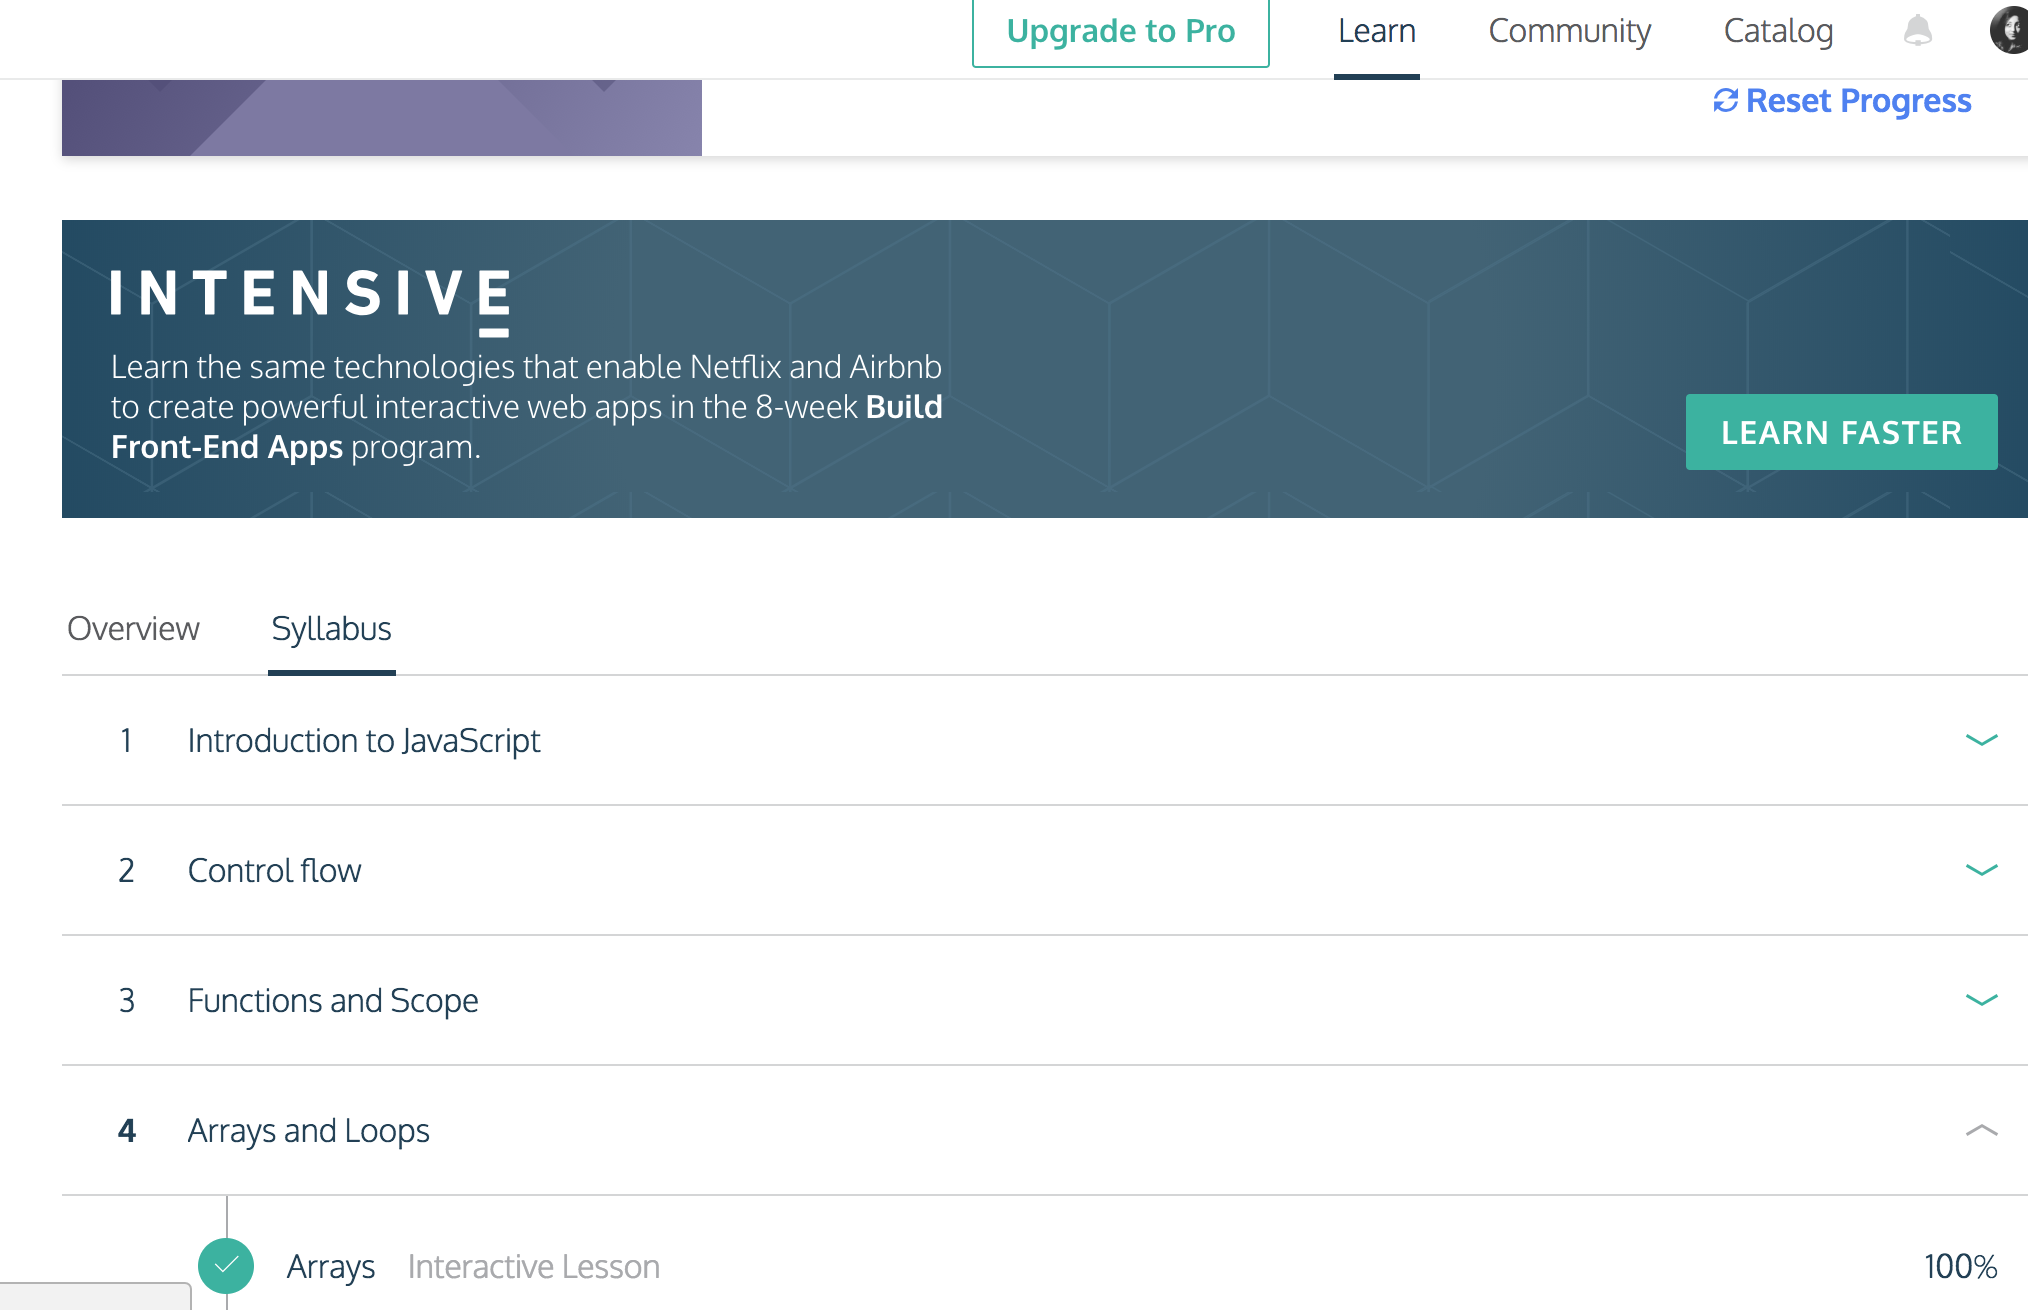 Upgrade to Pro
Learn
Community
Catalog
Reset Progress
INTENSIVE
Learn the same technologies that enable Netflix and Airbnb
to create powerful interactive web apps in the 8-week Build
Front-End Apps program.
LEARN FASTER
Overview
Syllabus
1 Introduction to JavaScript
2 Control flow
3 Functions and Scope
4 Arrays and Loops
Arrays Interactive Lesson 100%